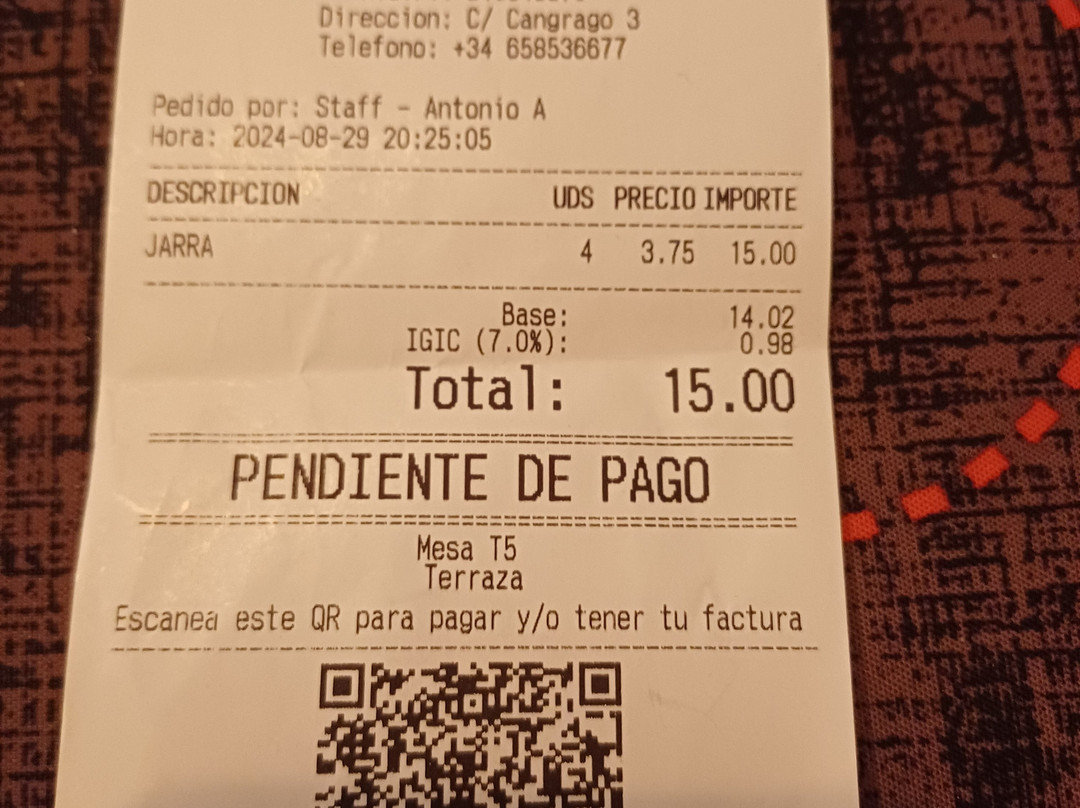 Direccion: C/ Cangrago 3
Telefono: +34 658536677
Pedido por: Staff - Antonio A
Hora: 2024-08-29 20:25:05
DESCRIPCION UDS PRECIO IMPORTE
JARRA 4 3.75 15.00
Base: 14.02
IGIC (7.0%): 0.98
Total: 15.00
PENDIENTE DE PAGO
Mesa T5
Terraza
Escanea este QR para pagar y/o tener tu factura